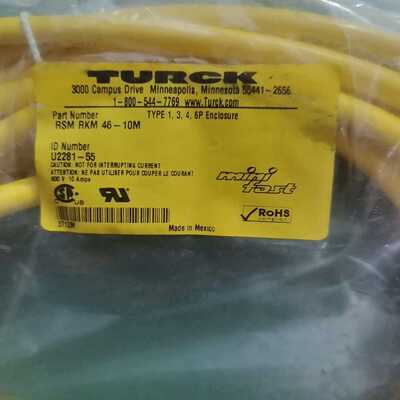 TURCK
3000 Campus Drive Minneapolis, Minnesota 55441-2656
1-800-544-7769 www.Turck.com
Part Number TYPE 1, 3, 4, 6P Enclosure
RSM RKM 46-10M
ID Number
U2281-55
CAUTION: NOT FOR INTERRUPTING CURRENT
ATTENTION: NE PAS UTILISER POUR COUPER LE COURANT
600 V 10 Amps
mini fast
RoHS
Made in Mexico